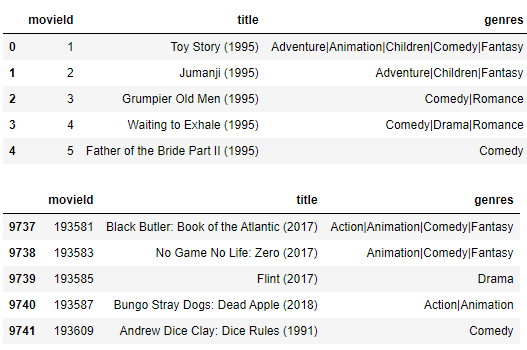 movieId title genres
0 1 Toy Story (1995) Adventure|Animation|Children|Comedy|Fantasy
1 2 Jumanji (1995) Adventure|Children|Fantasy
2 3 Grumpier Old Men (1995) Comedy|Romance
3 4 Waiting to Exhale (1995) Comedy|Drama|Romance
4 5 Father of the Bride Part II (1995) Comedy
movieId title genres
9737 193581 Black Butler: Book of the Atlantic (2017) Action|Animation|Comedy|Fantasy
9738 193583 No Game No Life: Zero (2017) Animation|Comedy|Fantasy
9739 193585 Flint (2017) Drama
9740 193587 Bungo Stray Dogs: Dead Apple (2018) Action|Animation
9741 193609 Andrew Dice Clay: Dice Rules (1991) Comedy